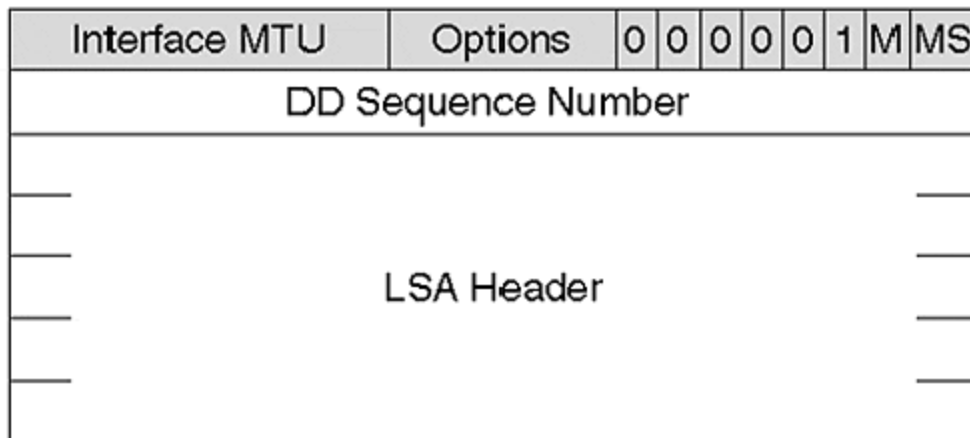 Interface MTU Options 0 0 0 0 0 1 M MS
DD Sequence Number
LSA Header